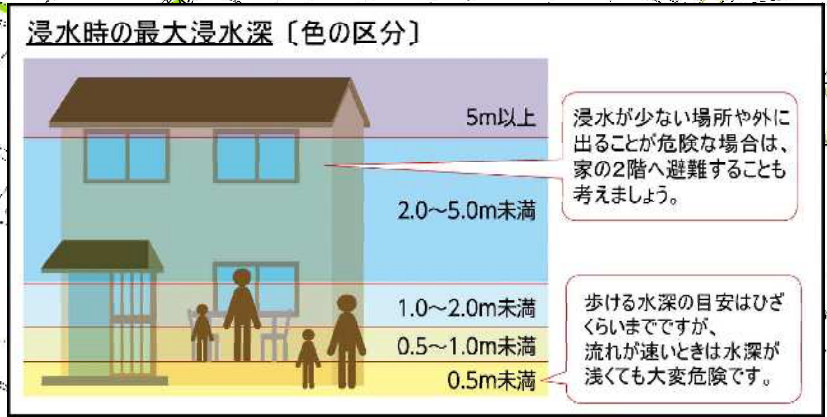 浸水時の最大浸水深〔色の区分〕
5m以上
浸水が少ない場所や外に
出ることが危険な場合は、
家の2階へ避難することも
考えましょう。
2.0～5.0m未満
1.0～2.0m未満
0.5～1.0m未満
0.5m未満
歩ける水深の目安はひざ
くらいまでですが、
流れが速いときは水深が
浅くても大変危険です。